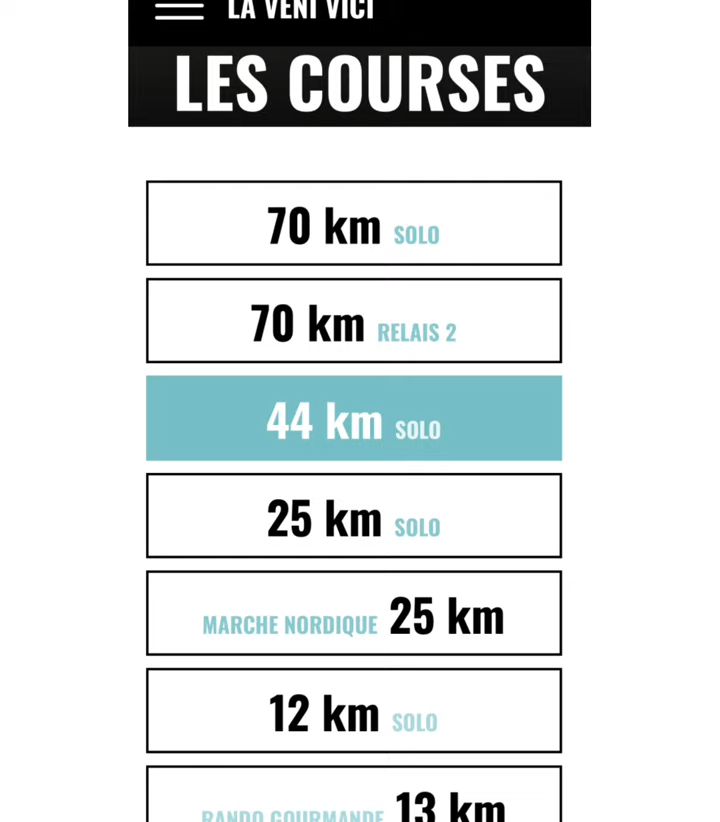 LA VENI VICI
LES COURSES
70 km SOLO
70 km RELAIS 2
44 km SOLO
25 km SOLO
MARCHE NORDIQUE 25 km
12 km SOLO
RANDO GOURMANDE 13 km